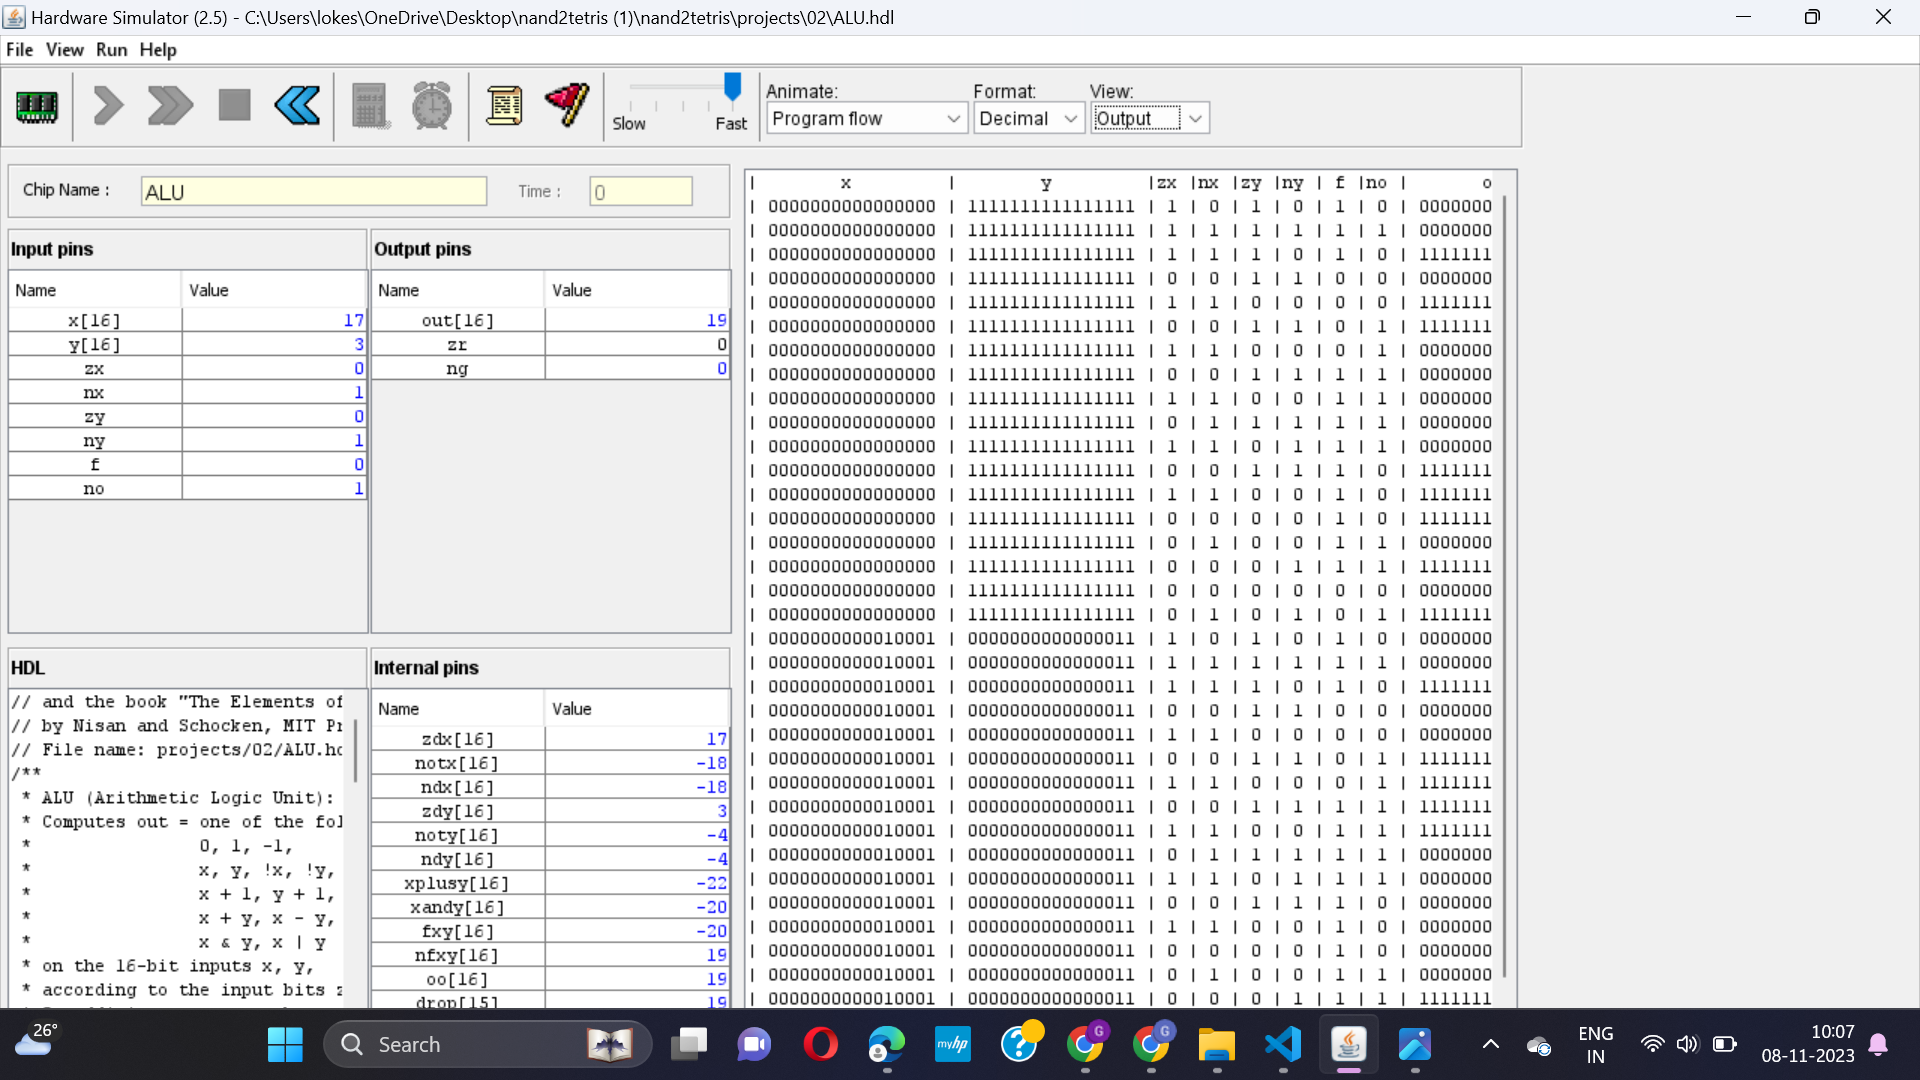 Hardware Simulator (2.5) - C:\Users\lokes\OneDrive\Desktop\nand2tetris (1)\nand2tetris\projects\02\ALU.hdl
File View Run Help
Animate: Format: View:
Slow Fast Program flow Decimal Output
Chip Name : ALU Time : 0
Input pins
Name Value
x[16] 17
y[16] 3
zx 0
nx 1
zy 0
ny 1
f 0
no 1
Output pins
Name Value
out[16] 19
zr 0
ng 0
HDL
// and the book "The Elements of
// by Nisan and Schocken, MIT Pr
// File name: projects/02/ALU.hd
/**
* ALU (Arithmetic Logic Unit):
* Computes out = one of the fol
* 0, 1, -1,
* x, y, !x, !y,
* x + 1, y + 1,
* x + y, x - y,
* x & y, x | y
* on the 16-bit inputs x, y,
* according to the input bits z
Internal pins
Name Value
zdx[16] 17
notx[16] -18
ndx[16] -18
zdy[16] 3
noty[16] -4
ndy[16] -4
xplusy[16] -22
xandy[16] -20
fxy[16] -20
nfxy[16] 19
oo[16] 19
drop[15] 19
| x | y |zx |nx |zy |ny | f |no | o
| 0000000000000000 | 1111111111111111 | 1 | 0 | 1 | 0 | 1 | 0 | 0000000
| 0000000000000000 | 1111111111111111 | 1 | 1 | 1 | 1 | 1 | 1 | 0000000
| 0000000000000000 | 1111111111111111 | 1 | 1 | 1 | 0 | 1 | 0 | 1111111
| 0000000000000000 | 1111111111111111 | 0 | 0 | 1 | 1 | 0 | 0 | 0000000
| 0000000000000000 | 1111111111111111 | 1 | 1 | 0 | 0 | 0 | 0 | 1111111
| 0000000000000000 | 1111111111111111 | 0 | 0 | 1 | 1 | 0 | 1 | 1111111
| 0000000000000000 | 1111111111111111 | 1 | 1 | 0 | 0 | 0 | 1 | 0000000
| 0000000000000000 | 1111111111111111 | 0 | 0 | 1 | 1 | 1 | 1 | 0000000
| 0000000000000000 | 1111111111111111 | 1 | 1 | 0 | 0 | 1 | 1 | 0000000
| 0000000000000000 | 1111111111111111 | 0 | 1 | 1 | 1 | 1 | 1 | 0000000
| 0000000000000000 | 1111111111111111 | 1 | 1 | 0 | 1 | 1 | 1 | 0000000
| 0000000000000000 | 1111111111111111 | 0 | 0 | 1 | 1 | 1 | 0 | 1111111
| 0000000000000000 | 1111111111111111 | 1 | 1 | 0 | 0 | 1 | 0 | 1111111
| 0000000000000000 | 1111111111111111 | 0 | 0 | 0 | 0 | 1 | 0 | 1111111
| 0000000000000000 | 1111111111111111 | 0 | 1 | 0 | 0 | 1 | 1 | 0000000
| 0000000000000000 | 1111111111111111 | 0 | 0 | 0 | 1 | 1 | 1 | 1111111
| 0000000000000000 | 1111111111111111 | 0 | 0 | 0 | 0 | 0 | 0 | 0000000
| 0000000000000000 | 1111111111111111 | 0 | 1 | 0 | 1 | 0 | 1 | 1111111
| 0000000000010001 | 0000000000000011 | 1 | 0 | 1 | 0 | 1 | 0 | 0000000
| 0000000000010001 | 0000000000000011 | 1 | 1 | 1 | 1 | 1 | 1 | 0000000
| 0000000000010001 | 0000000000000011 | 1 | 1 | 1 | 0 | 1 | 0 | 1111111
| 0000000000010001 | 0000000000000011 | 0 | 0 | 1 | 1 | 0 | 0 | 0000000
| 0000000000010001 | 0000000000000011 | 1 | 1 | 0 | 0 | 0 | 0 | 0000000
| 0000000000010001 | 0000000000000011 | 0 | 0 | 1 | 1 | 0 | 1 | 1111111
| 0000000000010001 | 0000000000000011 | 1 | 1 | 0 | 0 | 0 | 1 | 1111111
| 0000000000010001 | 0000000000000011 | 0 | 0 | 1 | 1 | 1 | 1 | 1111111
| 0000000000010001 | 0000000000000011 | 1 | 1 | 0 | 0 | 1 | 1 | 1111111
| 0000000000010001 | 0000000000000011 | 0 | 1 | 1 | 1 | 1 | 1 | 0000000
| 0000000000010001 | 0000000000000011 | 1 | 1 | 0 | 1 | 1 | 1 | 0000000
| 0000000000010001 | 0000000000000011 | 0 | 0 | 1 | 1 | 1 | 0 | 0000000
| 0000000000010001 | 0000000000000011 | 1 | 1 | 0 | 0 | 1 | 0 | 0000000
| 0000000000010001 | 0000000000000011 | 0 | 0 | 0 | 0 | 1 | 0 | 0000000
| 0000000000010001 | 0000000000000011 | 0 | 1 | 0 | 0 | 1 | 1 | 0000000
| 0000000000010001 | 0000000000000011 | 0 | 0 | 0 | 1 | 1 | 1 | 1111111
26° Search myhp G G ENG 10:07
IN 08-11-2023